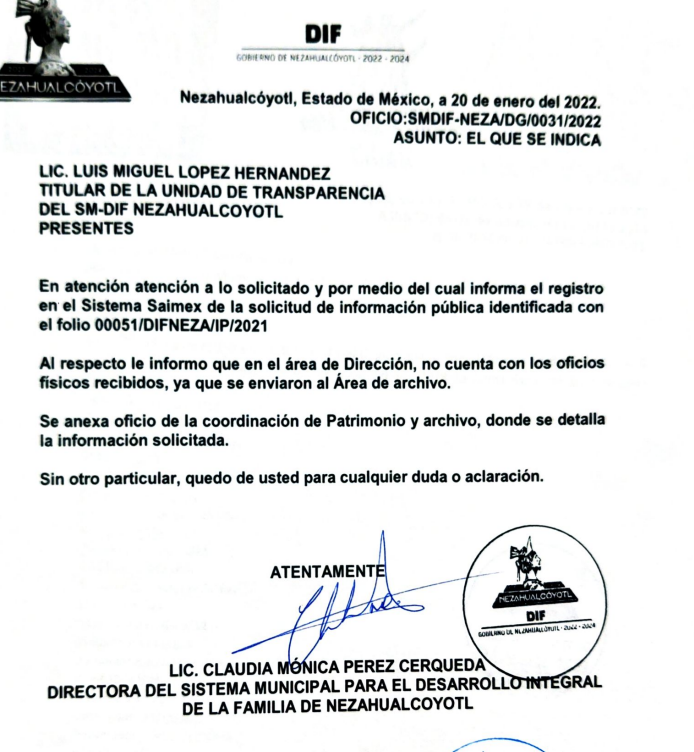 NEZAHUALCÓYOTL
DIF
GOBIERNO DE NEZAHUALCÓYOTL · 2022 - 2024
Nezahualcóyotl, Estado de México, a 20 de enero del 2022.
OFICIO:SMDIF-NEZA/DG/0031/2022
ASUNTO: EL QUE SE INDICA
LIC. LUIS MIGUEL LOPEZ HERNANDEZ
TITULAR DE LA UNIDAD DE TRANSPARENCIA
DEL SM-DIF NEZAHUALCOYOTL
PRESENTES
En atención atención a lo solicitado y por medio del cual informa el registro
en el Sistema Saimex de la solicitud de información pública identificada con
el folio 00051/DIFNEZA/IP/2021
Al respecto le informo que en el área de Dirección, no cuenta con los oficios
físicos recibidos, ya que se enviaron al Área de archivo.
Se anexa oficio de la coordinación de Patrimonio y archivo, donde se detalla
la información solicitada.
Sin otro particular, quedo de usted para cualquier duda o aclaración.
ATENTAMENTE
NEZAHUALCÓYOTL
DIF
GOBIERNO DE NEZAHUALCÓYOTL · 2022 - 2024
LIC. CLAUDIA MÓNICA PEREZ CERQUEDA
DIRECTORA DEL SISTEMA MUNICIPAL PARA EL DESARROLLO INTEGRAL
DE LA FAMILIA DE NEZAHUALCOYOTL